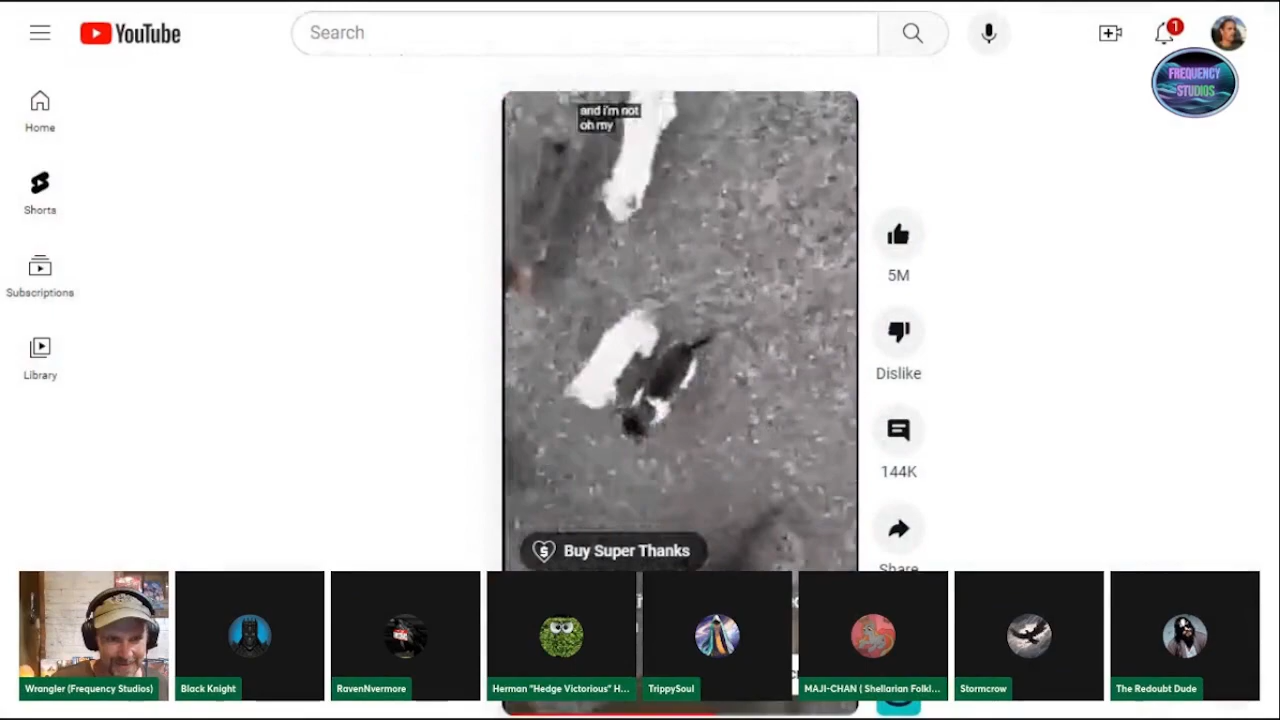 YouTube
Search
1
FREQUENCY
STUDIOS
Home
Shorts
Subscriptions
Library
and i'm not
oh my
5M
Dislike
144K
Share
Buy Super Thanks
Wrangler (Frequency Studios)
Black Knight
RavenNvermore
Herman "Hedge Victorious" H...
TrippySoul
MAJI-CHAN ( Shellarian Folkl...
Stormcrow
The Redoubt Dude